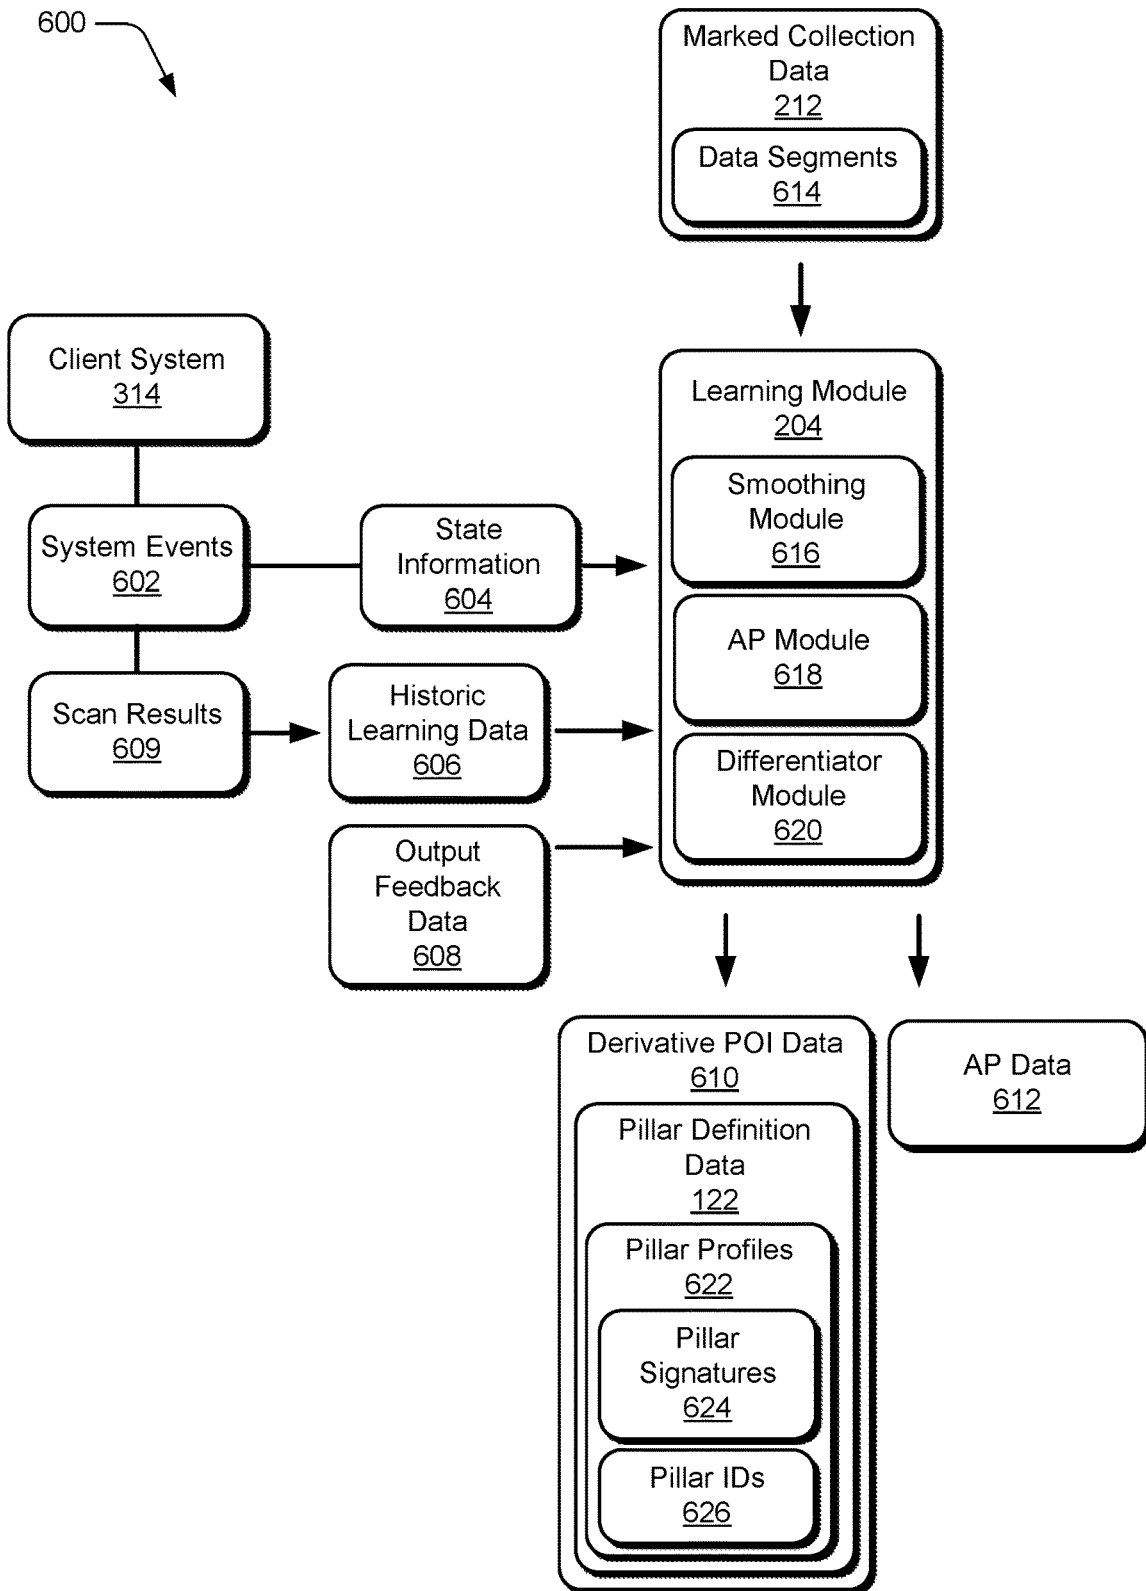 600
Marked Collection
Data
212
Data Segments
614
Client System
314
Learning Module
204
Smoothing
Module
616
System Events
602
State
Information
604
AP Module
618
Scan Results
609
Historic
Learning Data
606
Differentiator
Module
620
Output
Feedback
Data
608
Derivative POI Data
610
AP Data
612
Pillar Definition
Data
122
Pillar Profiles
622
Pillar
Signatures
624
Pillar IDs
626